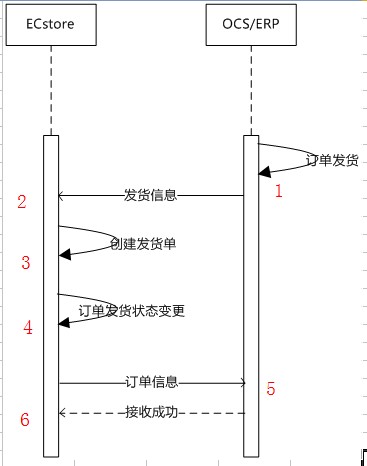 ECstore
OCS/ERP
订单发货
1
2
发货信息
创建发货单
3
订单发货状态变更
4
订单信息
5
接收成功
6